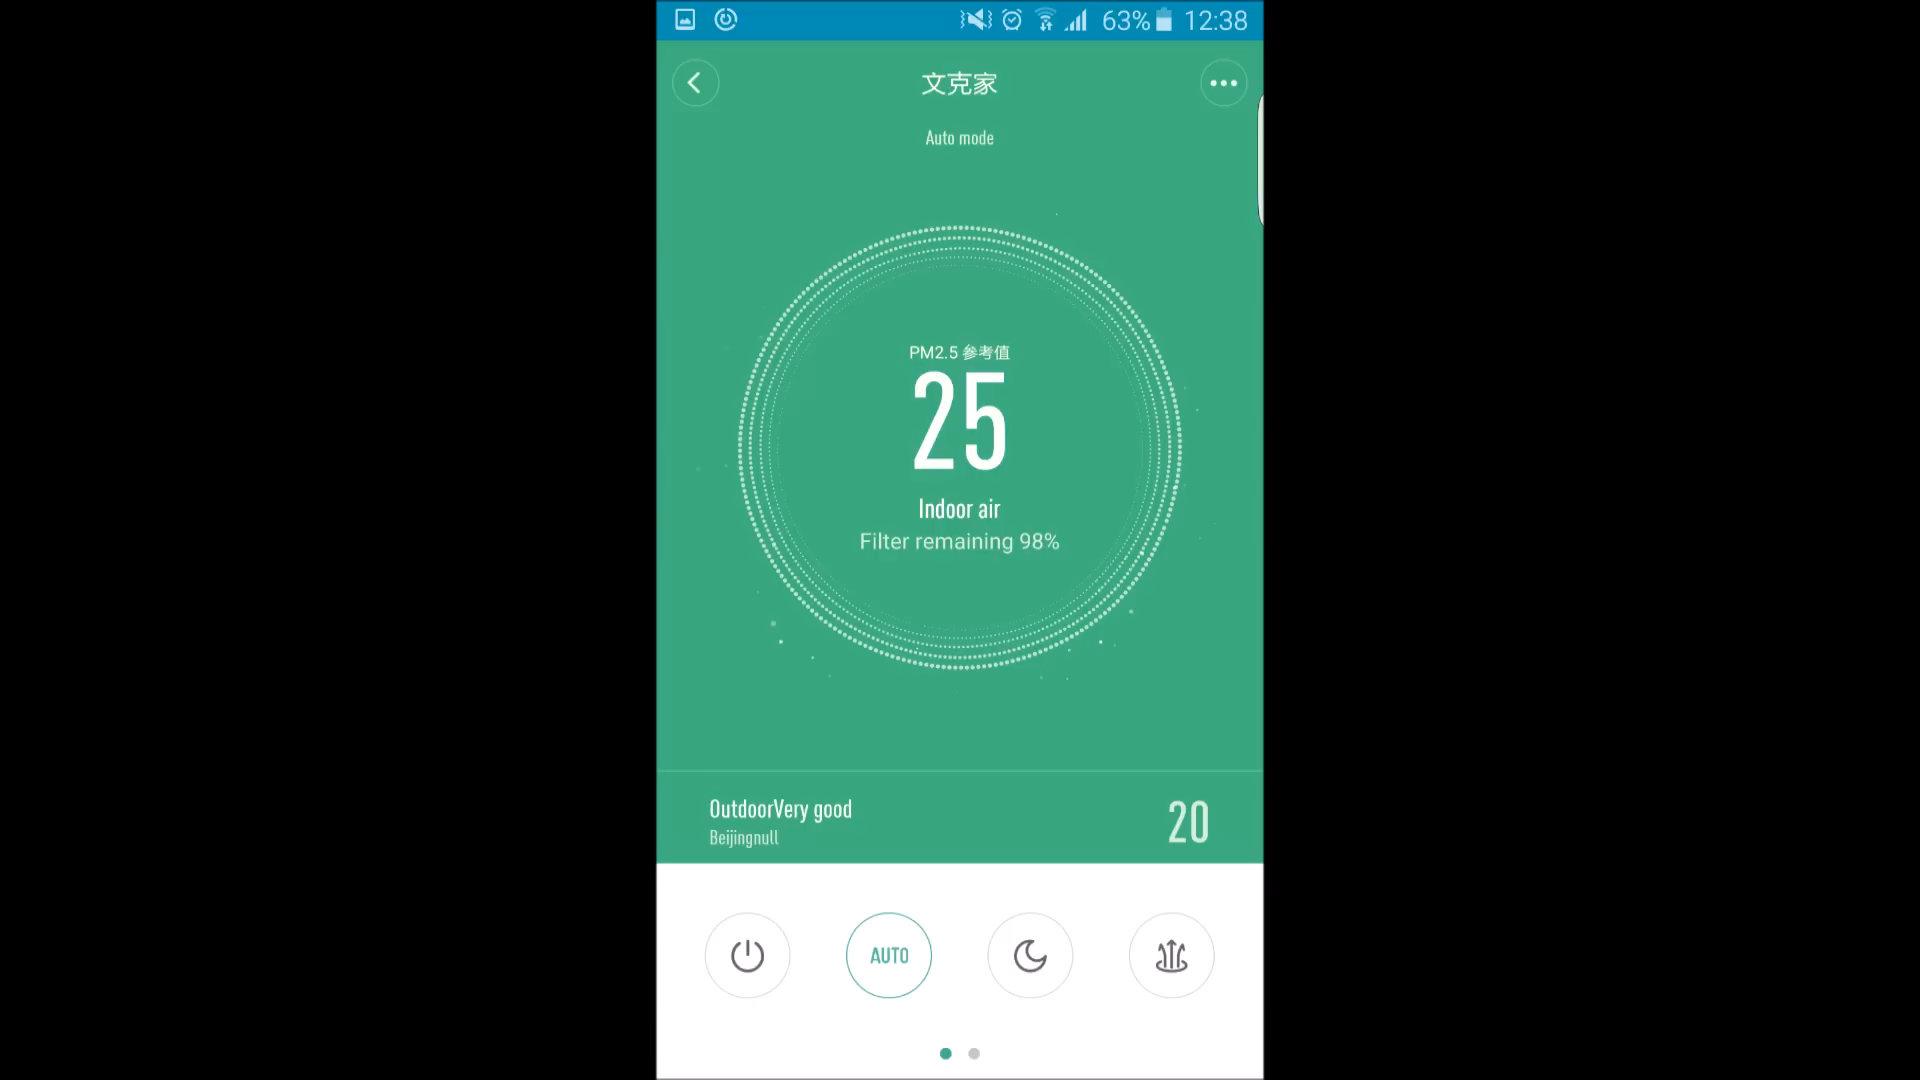 63% 12:38
文克家
Auto mode
PM2.5 参考值
25
Indoor air
Filter remaining 98%
OutdoorVery good
20
Beijingnull
AUTO